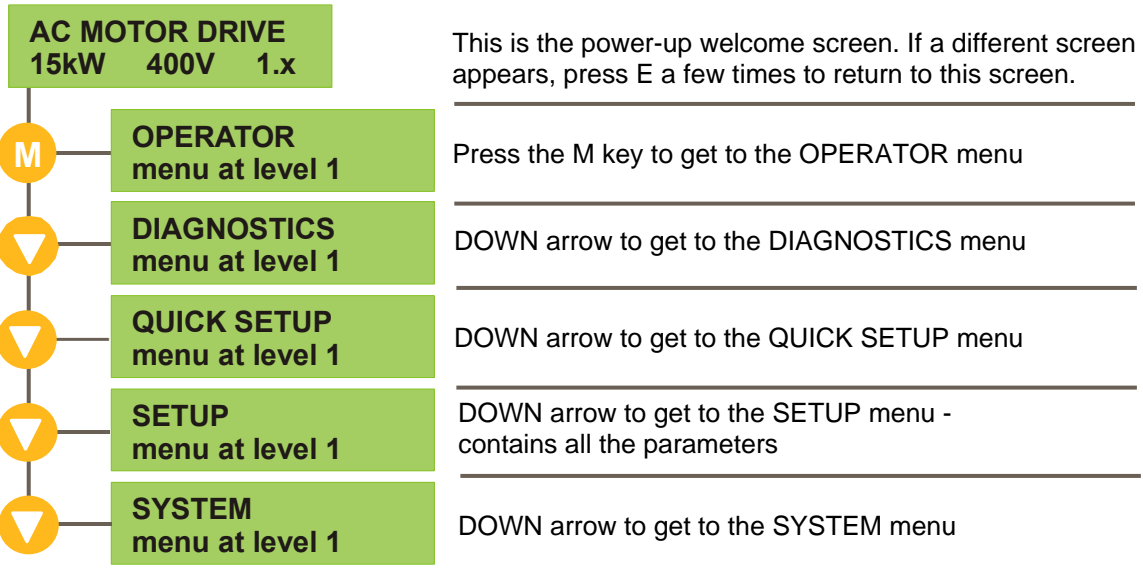 AC MOTOR DRIVE
15kW 400V 1.x
This is the power-up welcome screen. If a different screen
appears, press E a few times to return to this screen.
M
OPERATOR
menu at level 1
Press the M key to get to the OPERATOR menu
DIAGNOSTICS
menu at level 1
DOWN arrow to get to the DIAGNOSTICS menu
QUICK SETUP
menu at level 1
DOWN arrow to get to the QUICK SETUP menu
SETUP
menu at level 1
DOWN arrow to get to the SETUP menu -
contains all the parameters
SYSTEM
menu at level 1
DOWN arrow to get to the SYSTEM menu